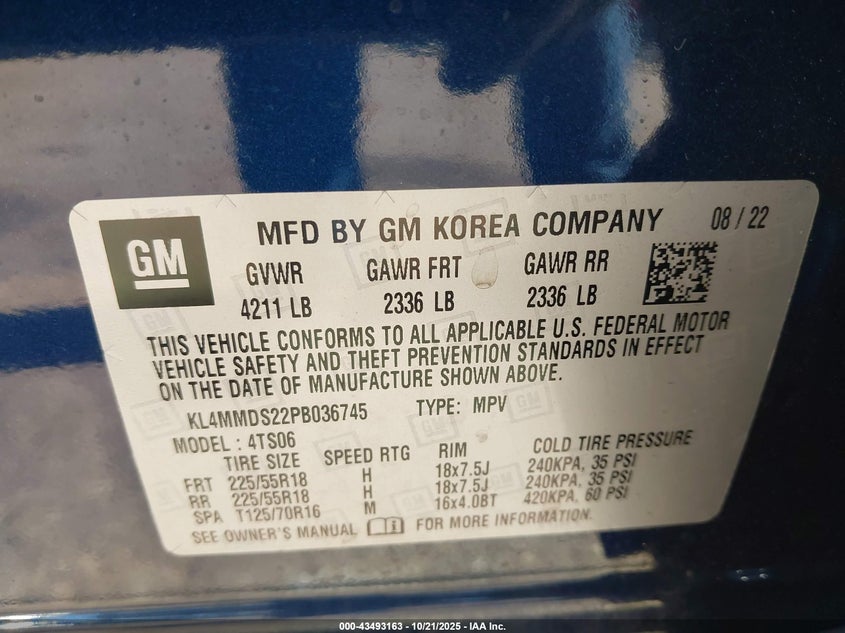 GM
MFD BY GM KOREA COMPANY 08 / 22
GVWR GAWR FRT GAWR RR
4211 LB 2336 LB 2336 LB
THIS VEHICLE CONFORMS TO ALL APPLICABLE U.S. FEDERAL MOTOR
VEHICLE SAFETY AND THEFT PREVENTION STANDARDS IN EFFECT
ON THE DATE OF MANUFACTURE SHOWN ABOVE.
KL4MMDS22PB036745 TYPE: MPV
MODEL : 4TS06
TIRE SIZE SPEED RTG RIM COLD TIRE PRESSURE
FRT 225/55R18 H 18x7.5J 240KPA, 35 PSI
RR 225/55R18 H 18x7.5J 240KPA, 35 PSI
SPA T125/70R16 M 16x4.0BT 420KPA, 60 PSI
SEE OWNER'S MANUAL FOR MORE INFORMATION.
000-43493163 - 10/21/2025 - IAA Inc.